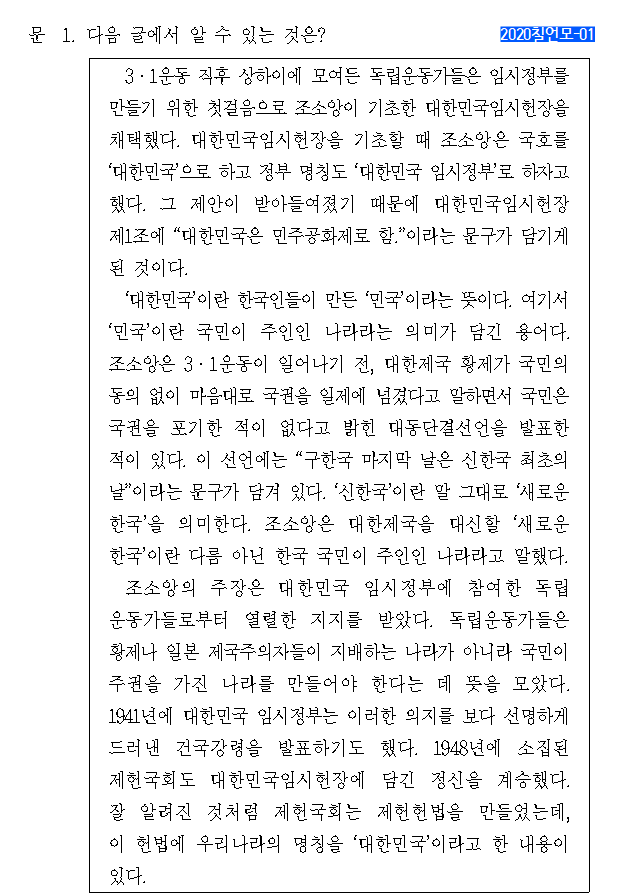 문 1. 다음 글에서 알 수 있는 것은?
2020침언모-01
3·1운동 직후 상하이에 모여든 독립운동가들은 임시정부를
만들기 위한 첫걸음으로 조소앙이 기초한 대한민국임시헌장을
채택했다. 대한민국임시헌장을 기초할 때 조소앙은 국호를
‘대한민국’으로 하고 정부 명칭도 ‘대한민국 임시정부’로 하자고
했다. 그 제안이 받아들여졌기 때문에 대한민국임시헌장
제1조에 “대한민국은 민주공화제로 함.”이라는 문구가 담기게
된 것이다.
‘대한민국’이란 한국인들이 만든 ‘민국’이라는 뜻이다. 여기서
‘민국’이란 국민이 주인인 나라라는 의미가 담긴 용어다.
조소앙은 3·1운동이 일어나기 전, 대한제국 황제가 국민의
동의 없이 마음대로 국권을 일제에 넘겼다고 말하면서 국민은
국권을 포기한 적이 없다고 밝힌 대동단결선언을 발표한
적이 있다. 이 선언에는 “구한국 마지막 날은 신한국 최초의
날”이라는 문구가 담겨 있다. ‘신한국’이란 말 그대로 ‘새로운
한국’을 의미한다. 조소앙은 대한제국을 대신할 ‘새로운
한국’이란 다름 아닌 한국 국민이 주인인 나라라고 말했다.
조소앙의 주장은 대한민국 임시정부에 참여한 독립
운동가들로부터 열렬한 지지를 받았다. 독립운동가들은
황제나 일본 제국주의자들이 지배하는 나라가 아니라 국민이
주권을 가진 나라를 만들어야 한다는 데 뜻을 모았다.
1941년에 대한민국 임시정부는 이러한 의지를 보다 선명하게
드러낸 건국강령을 발표하기도 했다. 1948년에 소집된
제헌국회도 대한민국임시헌장에 담긴 정신을 계승했다.
잘 알려진 것처럼 제헌국회는 제헌헌법을 만들었는데,
이 헌법에 우리나라의 명칭을 ‘대한민국’이라고 한 내용이
있다.